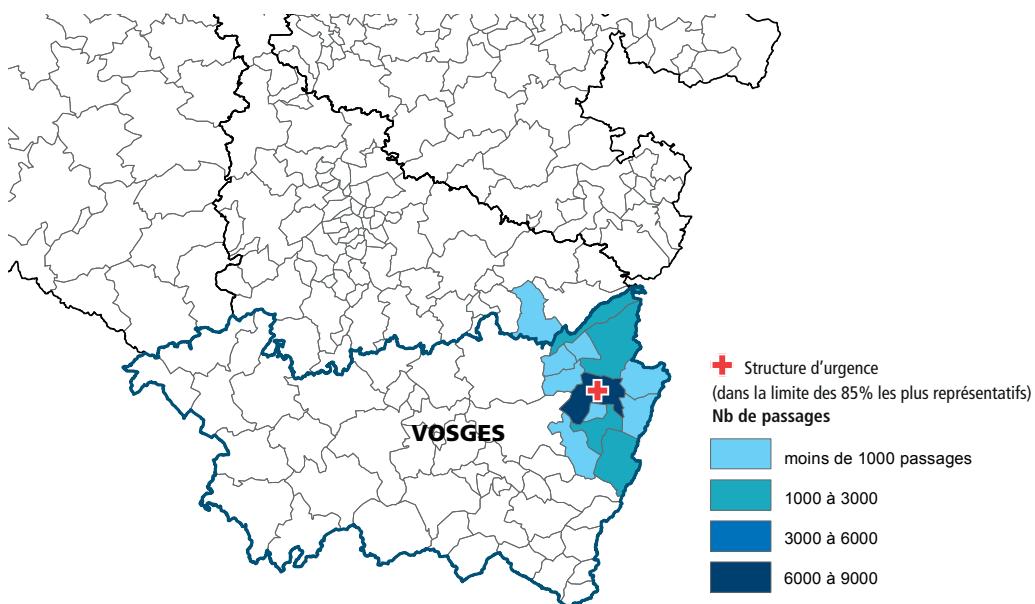 VOSGES
Structure d'urgence
(dans la limite des 85% les plus représentatifs)
Nb de passages
moins de 1000 passages
1000 à 3000
3000 à 6000
6000 à 9000